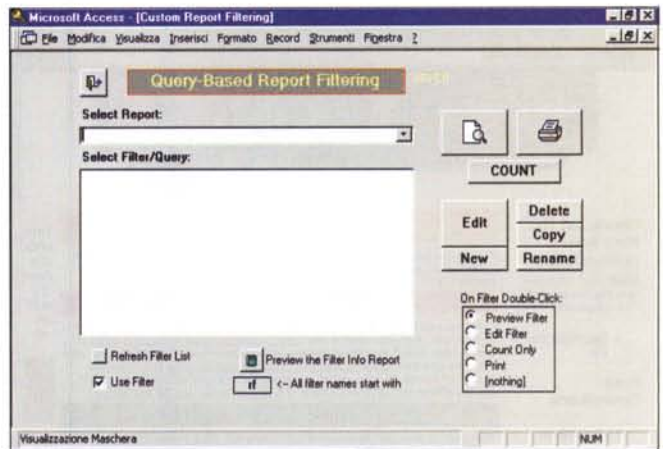 Microsoft Access - [Custom Report Filtering]
File Modifica Visualizza Inserisci Formato Record Strumenti Finestra ?
Query-Based Report Filtering
Select Report:
Select Filter/Query:
COUNT
Edit
Delete
Copy
New
Rename
On Filter Double-Click:
Preview Filter
Edit Filter
Count Only
Print
[nothing]
Refresh Filter List
Preview the Filter Info Report
Use Filter
rf
<-- All filter names start with
Visualizzazione Maschera
NUM